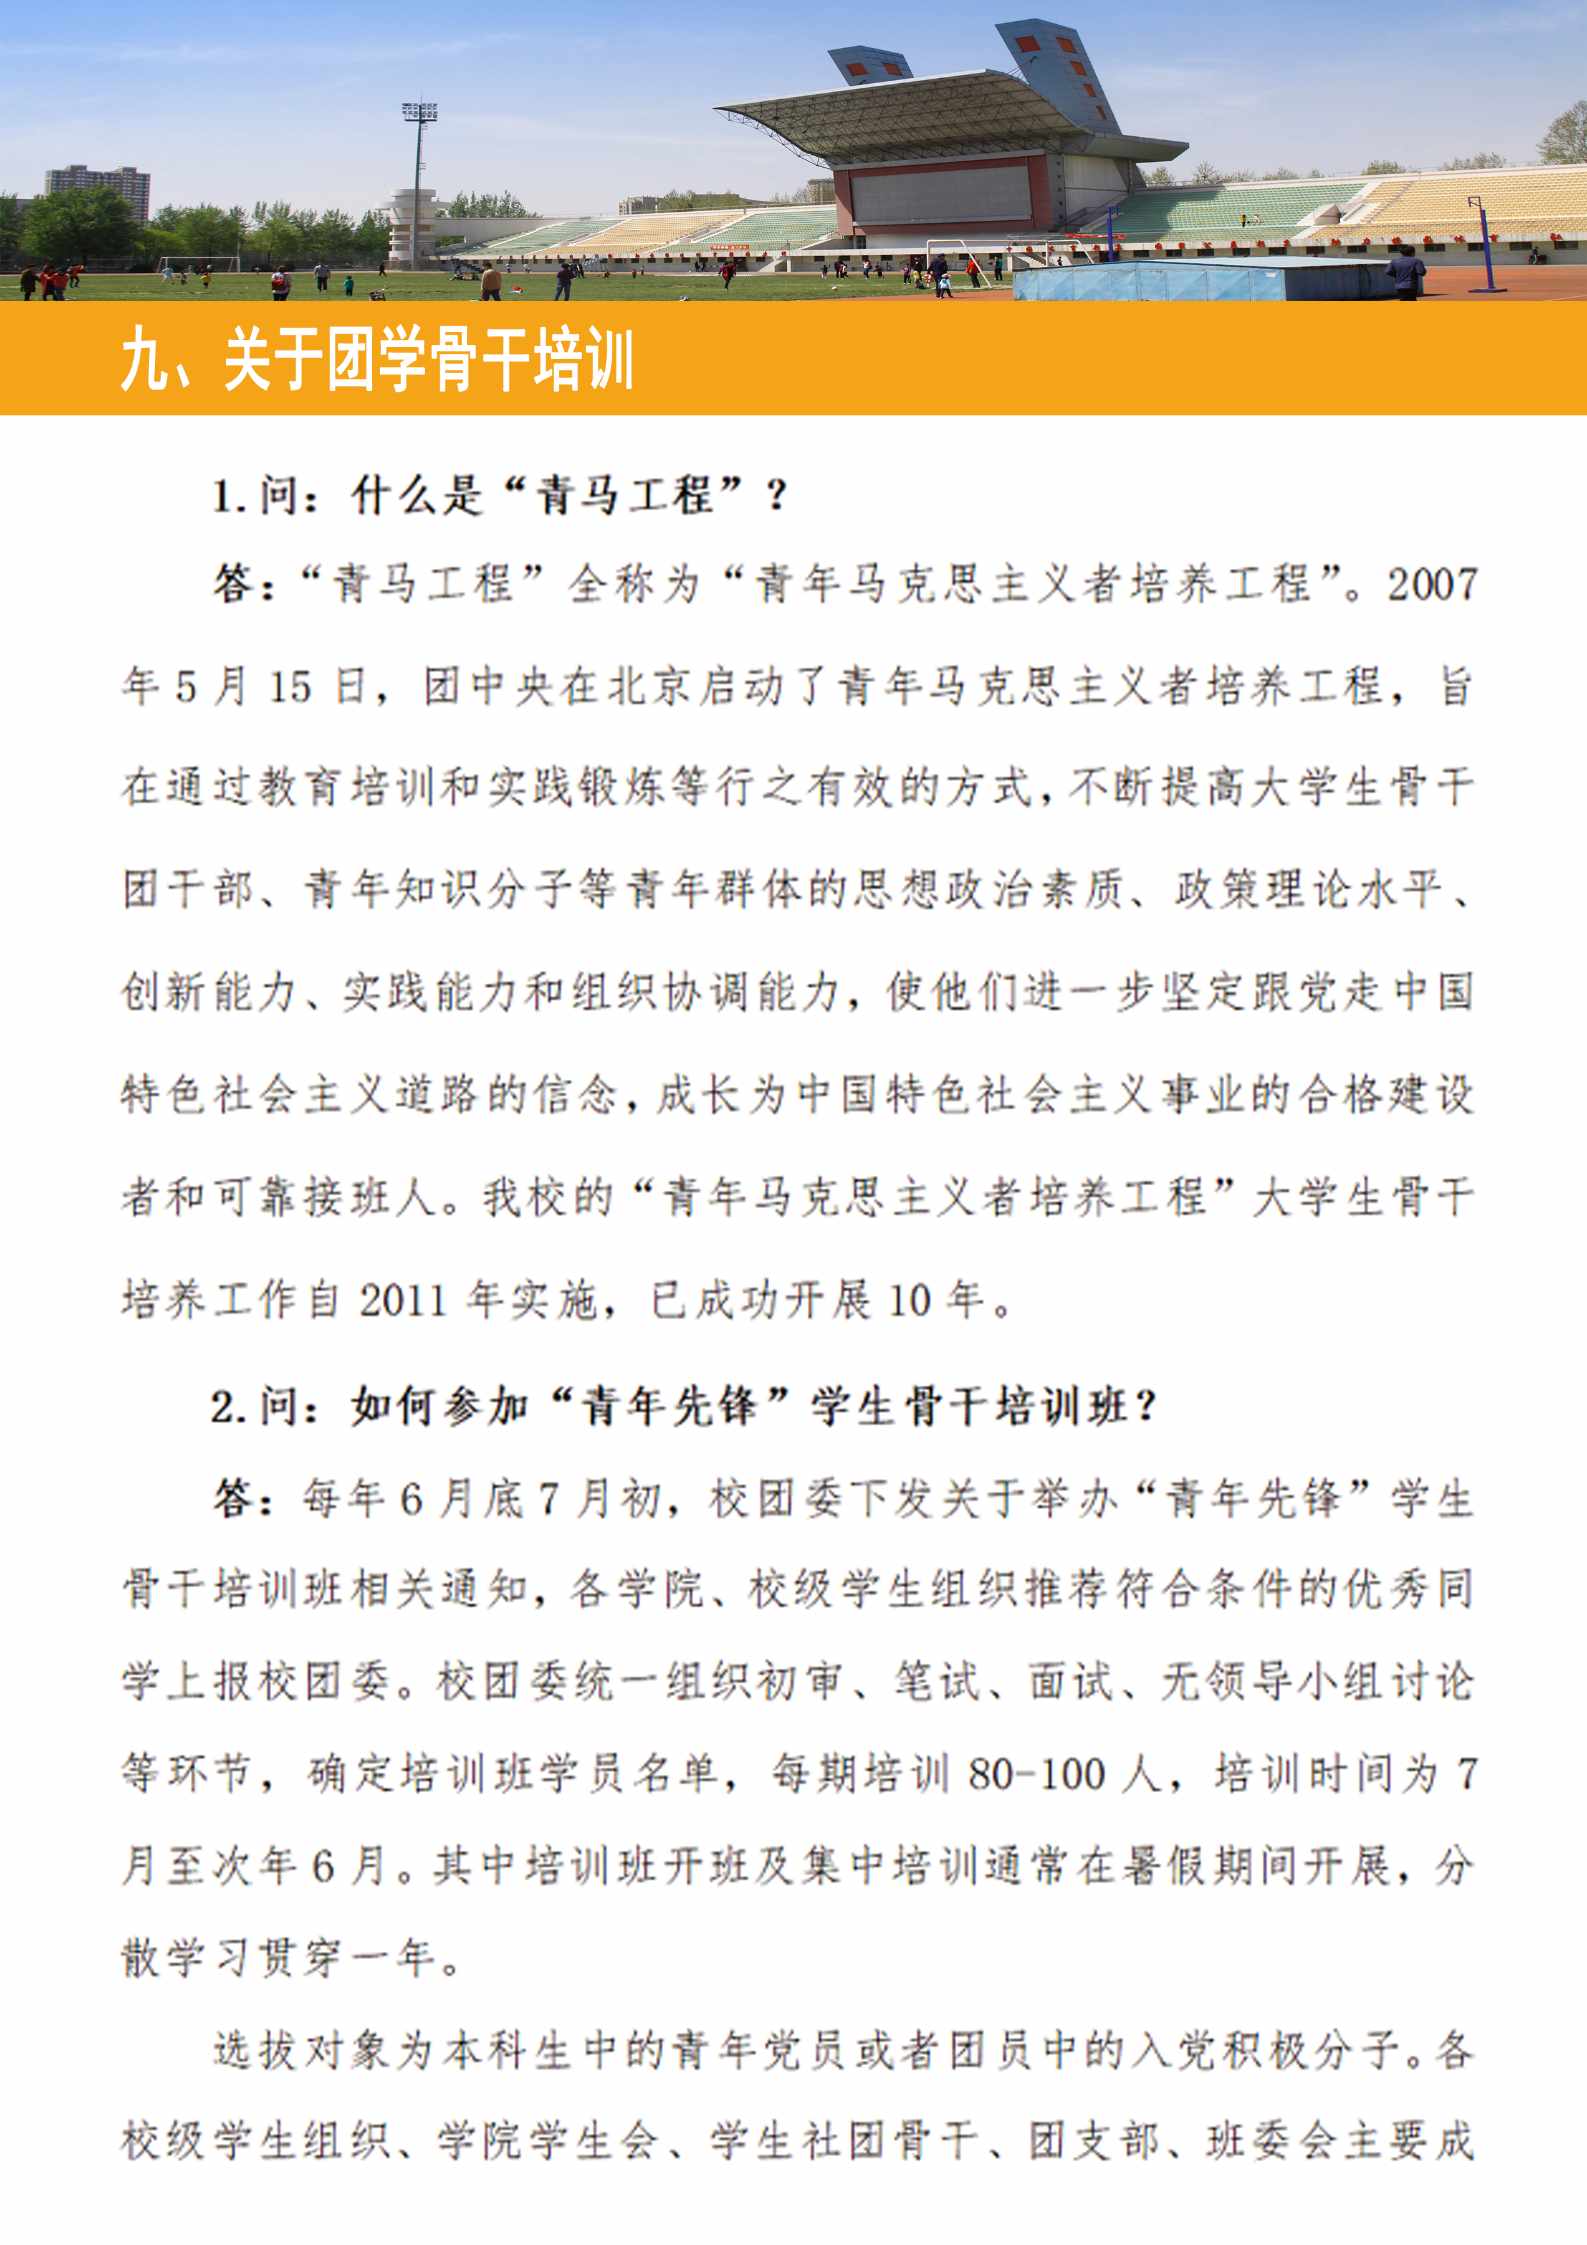 九、关于团学骨干培训
1.问：什么是“青马工程”？
答：“青马工程”全称为“青年马克思主义者培养工程”。2007
年 5 月 15 日，团中央在北京启动了青年马克思主义者培养工程，旨
在通过教育培训和实践锻炼等行之有效的方式，不断提高大学生骨干
团干部、青年知识分子等青年群体的思想政治素质、政策理论水平、
创新能力、实践能力和组织协调能力，使他们进一步坚定跟党走中国
特色社会主义道路的信念，成长为中国特色社会主义事业的合格建设
者和可靠接班人。我校的“青年马克思主义者培养工程”大学生骨干
培养工作自 2011 年实施，已成功开展 10 年。
2.问：如何参加“青年先锋”学生骨干培训班？
答：每年 6 月底 7 月初，校团委下发关于举办“青年先锋”学生
骨干培训班相关通知，各学院、校级学生组织推荐符合条件的优秀同
学上报校团委。校团委统一组织初审、笔试、面试、无领导小组讨论
等环节，确定培训班学员名单，每期培训 80-100 人，培训时间为 7
月至次年 6 月。其中培训班开班及集中培训通常在暑假期间开展，分
散学习贯穿一年。
选拔对象为本科生中的青年党员或者团员中的入党积极分子。各
校级学生组织、学院学生会、学生社团骨干、团支部、班委会主要成